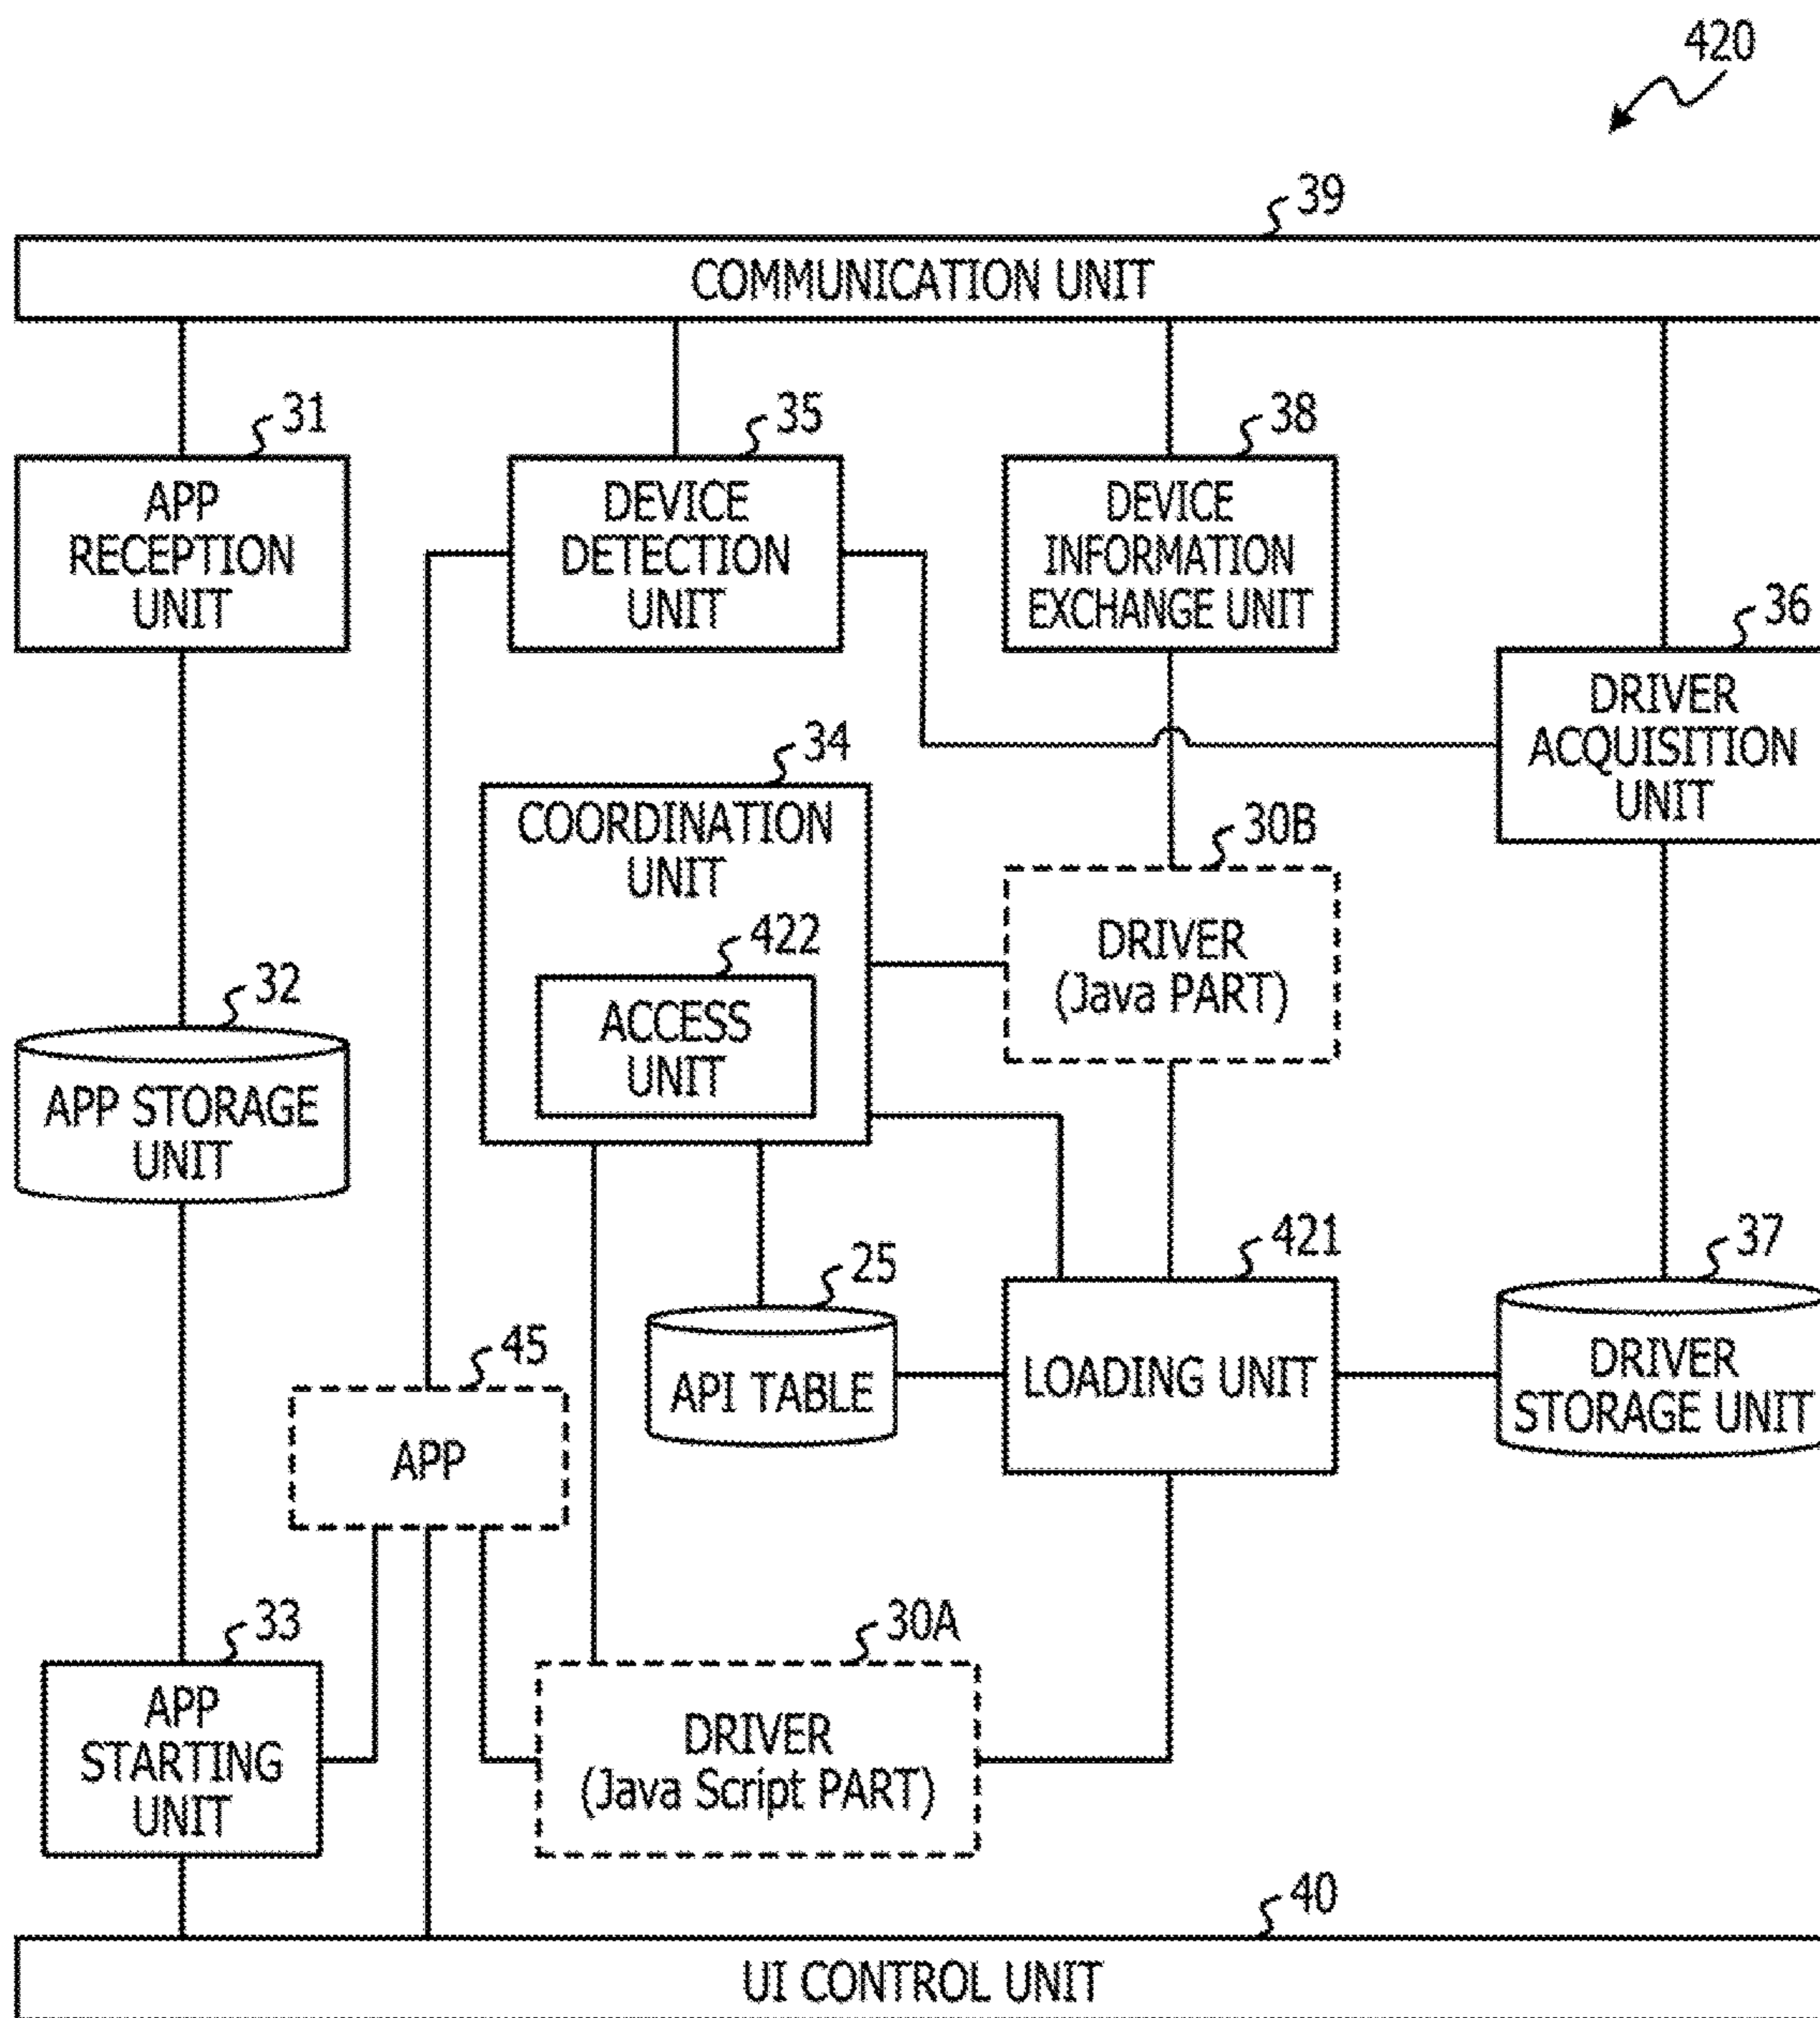 420
39
COMMUNICATION UNIT
31
APP
RECEPTION
UNIT
35
DEVICE
DETECTION
UNIT
38
DEVICE
INFORMATION
EXCHANGE UNIT
36
DRIVER
ACQUISITION
UNIT
34
COORDINATION
UNIT
422
ACCESS
UNIT
30B
DRIVER
(Java PART)
32
APP STORAGE
UNIT
25
API TABLE
421
LOADING UNIT
37
DRIVER
STORAGE UNIT
45
APP
33
APP
STARTING
UNIT
30A
DRIVER
(Java Script PART)
40
UI CONTROL UNIT